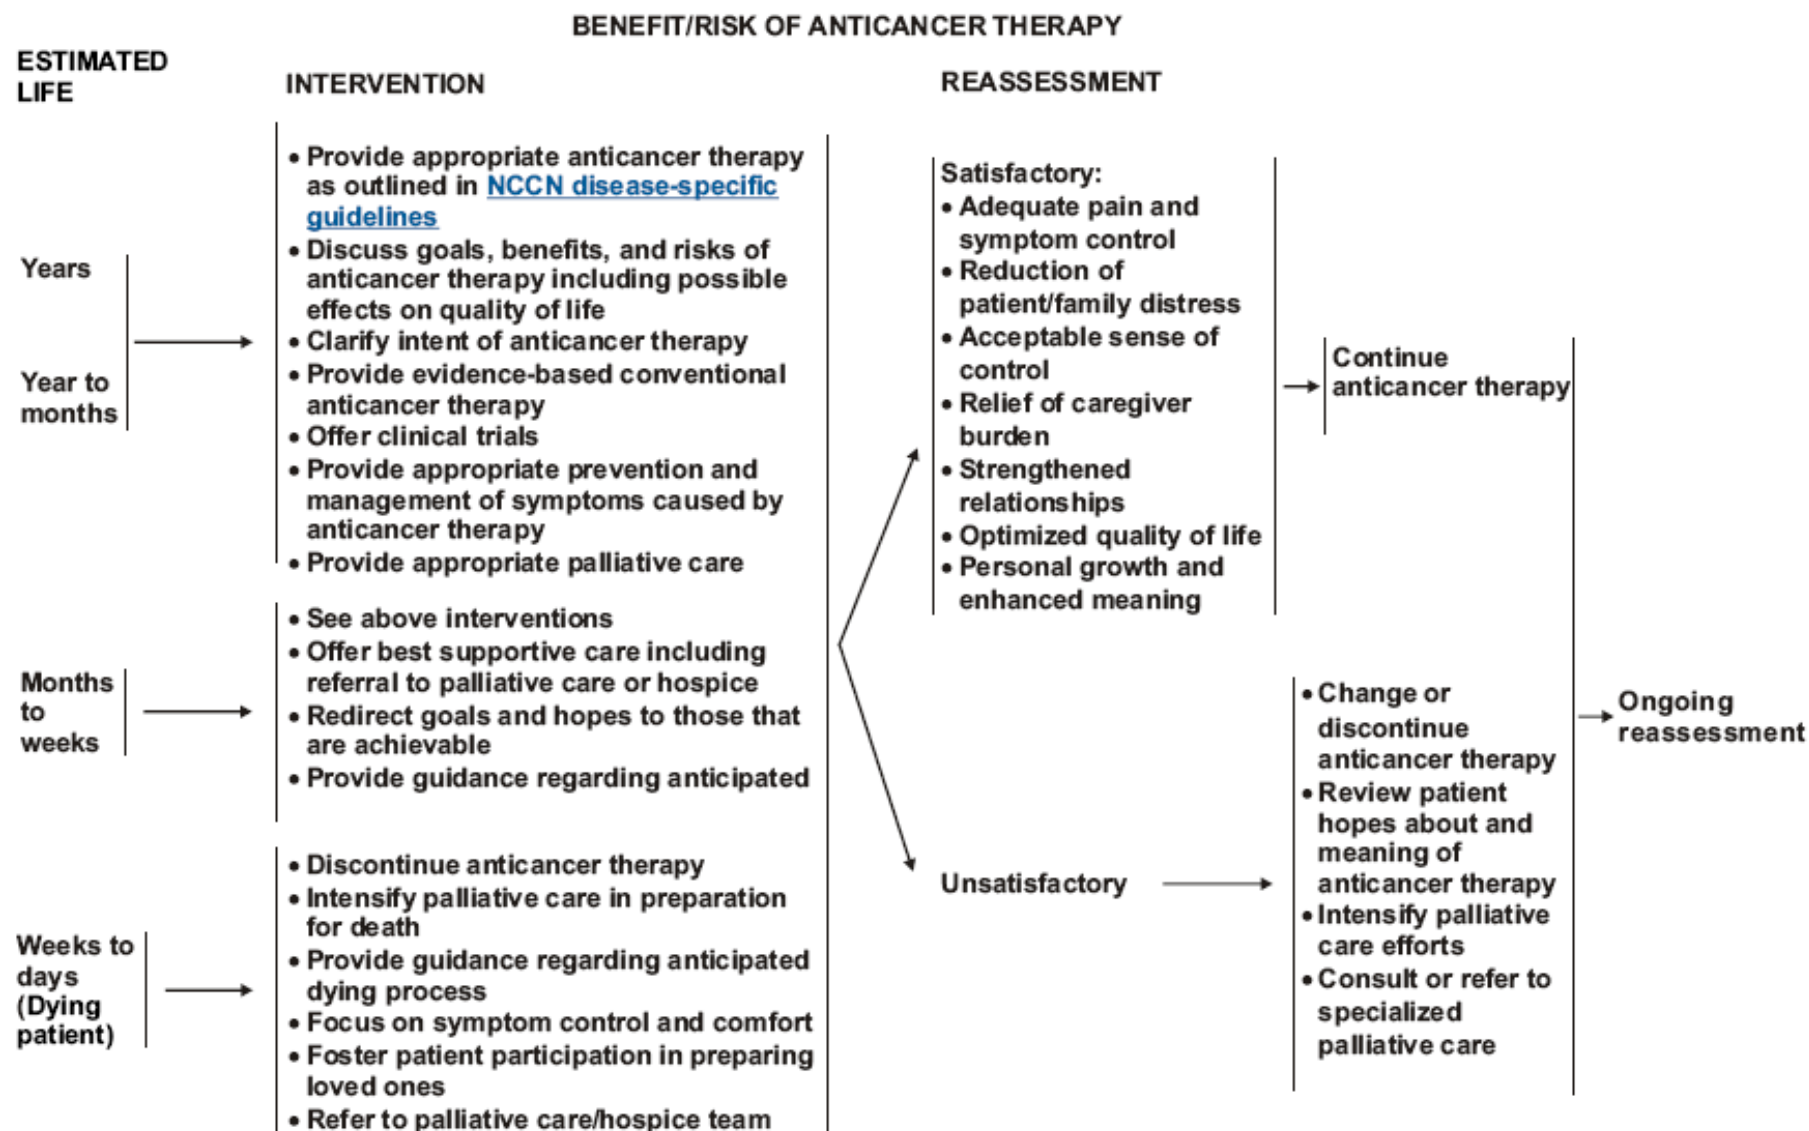 BENEFIT/RISK OF ANTICANCER THERAPY
ESTIMATED
LIFE
INTERVENTION
REASSESSMENT
Years
Year to
months
• Provide appropriate anticancer therapy
as outlined in NCCN disease-specific
guidelines
• Discuss goals, benefits, and risks of
anticancer therapy including possible
effects on quality of life
• Clarify intent of anticancer therapy
• Provide evidence-based conventional
anticancer therapy
• Offer clinical trials
• Provide appropriate prevention and
management of symptoms caused by
anticancer therapy
• Provide appropriate palliative care
Months
to
weeks
• See above interventions
• Offer best supportive care including
referral to palliative care or hospice
• Redirect goals and hopes to those that
are achievable
• Provide guidance regarding anticipated
Weeks to
days
(Dying
patient)
• Discontinue anticancer therapy
• Intensify palliative care in preparation
for death
• Provide guidance regarding anticipated
dying process
• Focus on symptom control and comfort
• Foster patient participation in preparing
loved ones
• Refer to palliative care/hospice team
Satisfactory:
• Adequate pain and
symptom control
• Reduction of
patient/family distress
• Acceptable sense of
control
• Relief of caregiver
burden
• Strengthened
relationships
• Optimized quality of life
• Personal growth and
enhanced meaning
Continue
anticancer therapy
Unsatisfactory
• Change or
discontinue
anticancer therapy
• Review patient
hopes about and
meaning of
anticancer therapy
• Intensify palliative
care efforts
• Consult or refer to
specialized
palliative care
Ongoing
reassessment